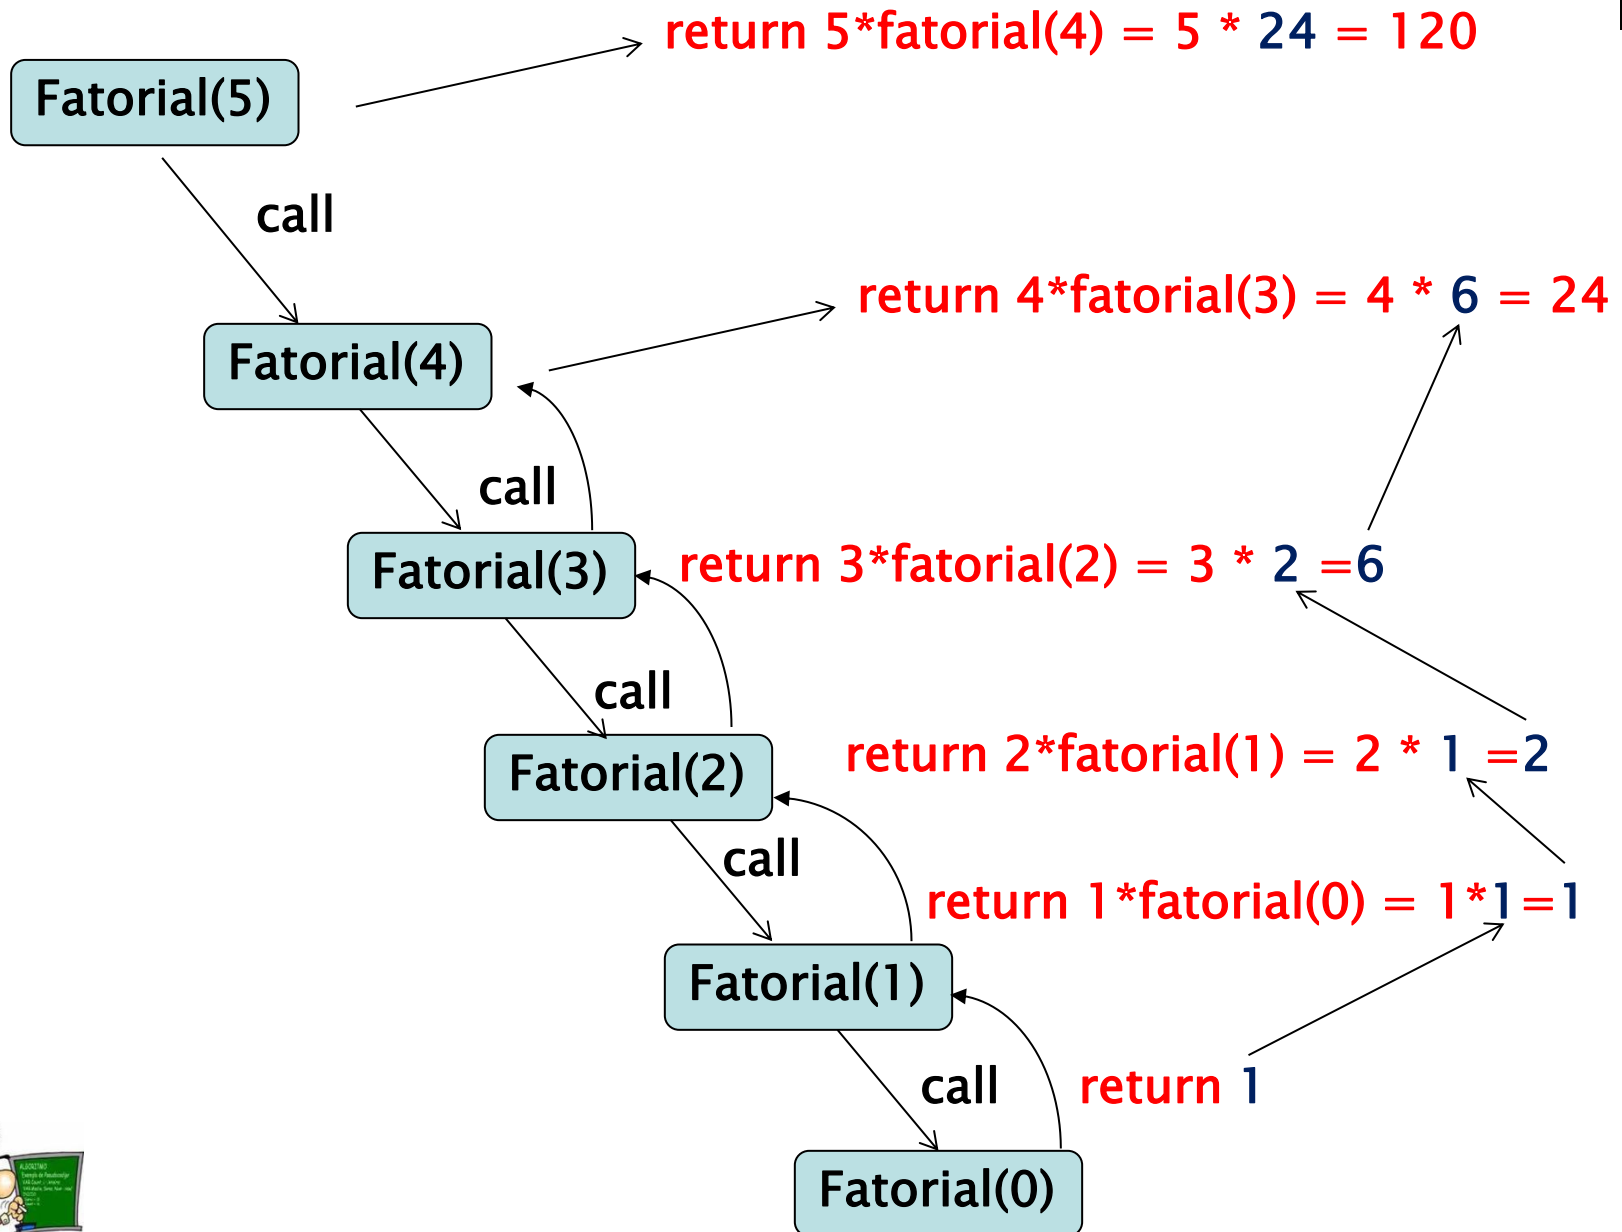 return 5*fatorial(4) = 5 * 24 = 120
Fatorial(5)
call
return 4*fatorial(3) = 4 * 6 = 24
Fatorial(4)
call
Fatorial(3)
return 3*fatorial(2) = 3 * 2 =6
call
return 2*fatorial(1) = 2 * 1 =2
Fatorial(2)
call
return 1*fatorial(0) = 1*1=1
Fatorial(1)
call
return 1
Fatorial(0)
ALGORITMO